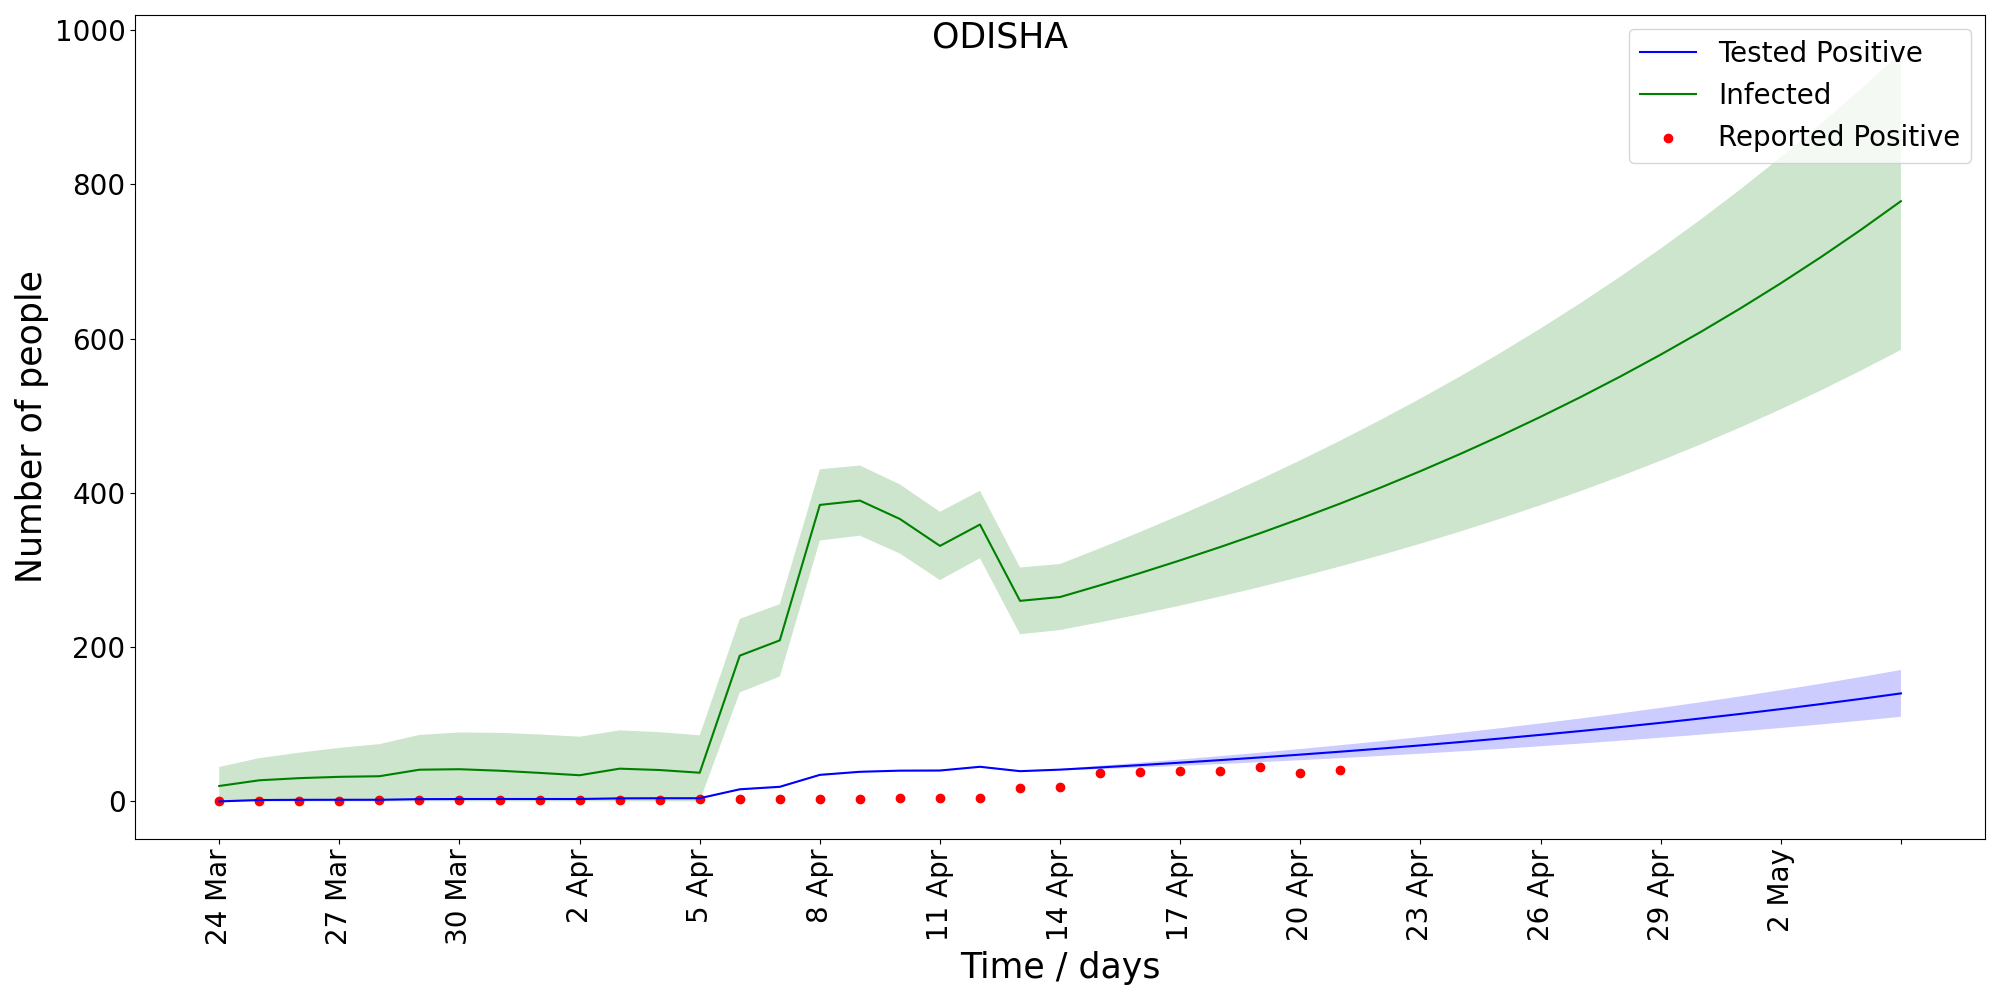 ODISHA
Tested Positive
Infected
Reported Positive
Number of people
1000
800
600
400
200
0
24 Mar
27 Mar
30 Mar
2 Apr
5 Apr
8 Apr
11 Apr
14 Apr
17 Apr
20 Apr
23 Apr
26 Apr
29 Apr
2 May
Time / days